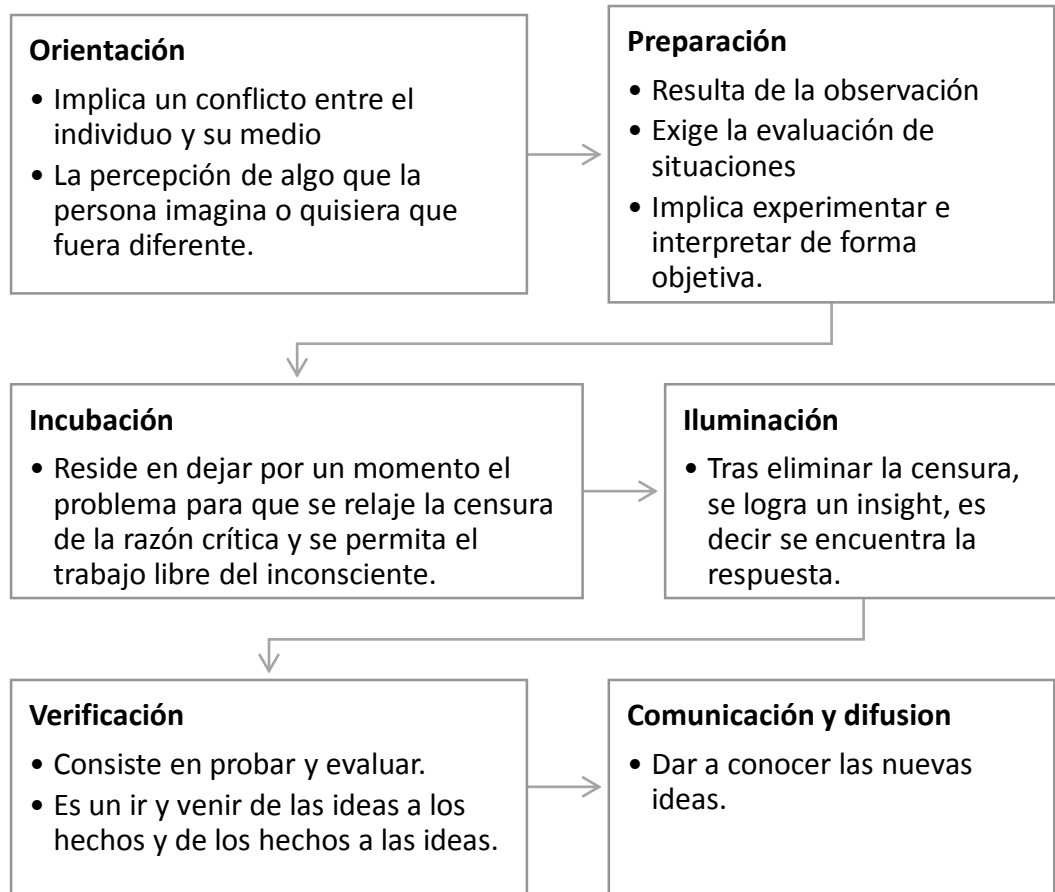 Orientación
• Implica un conflicto entre el
individuo y su medio
• La percepción de algo que la
persona imagina o quisiera que
fuera diferente.
Preparación
• Resulta de la observación
• Exige la evaluación de
situaciones
• Implica experimentar e
interpretar de forma
objetiva.
Incubación
• Reside en dejar por un momento el
problema para que se relaje la censura
de la razón crítica y se permita el
trabajo libre del inconsciente.
Iluminación
• Tras eliminar la censura,
se logra un insight, es
decir se encuentra la
respuesta.
Verificación
• Consiste en probar y evaluar.
• Es un ir y venir de las ideas a los
hechos y de los hechos a las ideas.
Comunicación y difusion
• Dar a conocer las nuevas
ideas.